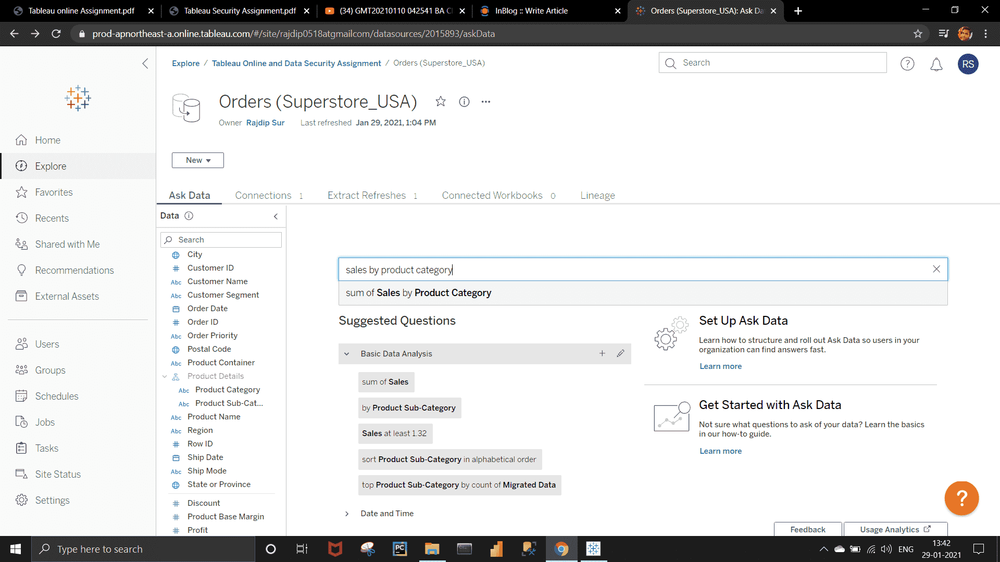 Tableau online Assignment.pdf
Tableau Security Assignment.pdf
(34) GMT20210110 042541 BA Cl
InBlog :: Write Article
Orders (Superstore_USA): Ask Da
prod-apnortheast-a.online.tableau.com/#/site/rajdip0518atgmailcom/datasources/2015893/askData
Explore / Tableau Online and Data Security Assignment / Orders (Superstore_USA)
Search
RS
Orders (Superstore_USA)
Owner Rajdip Sur Last refreshed Jan 29, 2021, 1:04 PM
New
Home
Explore
Favorites
Recents
Shared with Me
Recommendations
External Assets
Users
Groups
Schedules
Jobs
Tasks
Site Status
Settings
Ask Data
Connections 1
Extract Refreshes 1
Connected Workbooks 0
Lineage
Data
Search
City
Customer ID
Abc Customer Name
Abc Customer Segment
Order Date
Order ID
Abc Order Priority
Postal Code
Abc Product Container
Product Details
Abc Product Category
Abc Product Sub-Cat...
Abc Product Name
Abc Region
Row ID
Ship Date
Abc Ship Mode
State or Province
Discount
Product Base Margin
Profit
sales by product category
sum of Sales by Product Category
Suggested Questions
Basic Data Analysis
sum of Sales
by Product Sub-Category
Sales at least 1.32
sort Product Sub-Category in alphabetical order
top Product Sub-Category by count of Migrated Data
Date and Time
Set Up Ask Data
Learn how to structure and roll out Ask Data so users in your
organization can find answers fast.
Learn more
Get Started with Ask Data
Not sure what questions to ask of your data? Learn the basics
in our how-to guide.
Learn more
?
Feedback
Usage Analytics
Type here to search
PC
ENG
13:42
29-01-2021